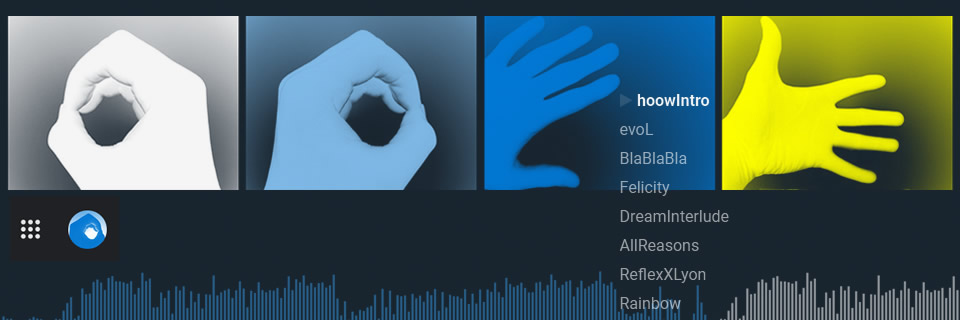 hoowIntro
evoL
BlaBlaBla
Felicity
DreamInterlude
AllReasons
ReflexXLyon
Rainbow